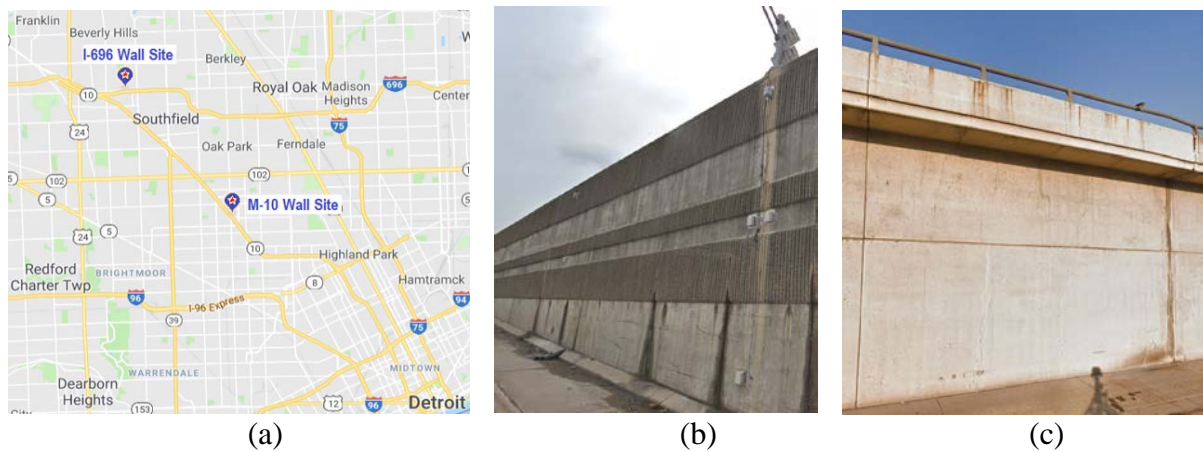 Franklin
Beverly Hills
I-696 Wall Site
Berkley
10
Royal Oak
Madison
Heights
696
Center
Southfield
24
75
Oak Park
Ferndale
5
102
102
5
M-10 Wall Site
24
5
10
Highland Park
Redford
Charter Twp
BRIGHTMOOR
8
Hamtramck
96
I-96 Express
94
39
75
WARRENDALE
MIDTOWN
Dearborn
Heights
12
96
Detroit
153
(a)
(b)
(c)